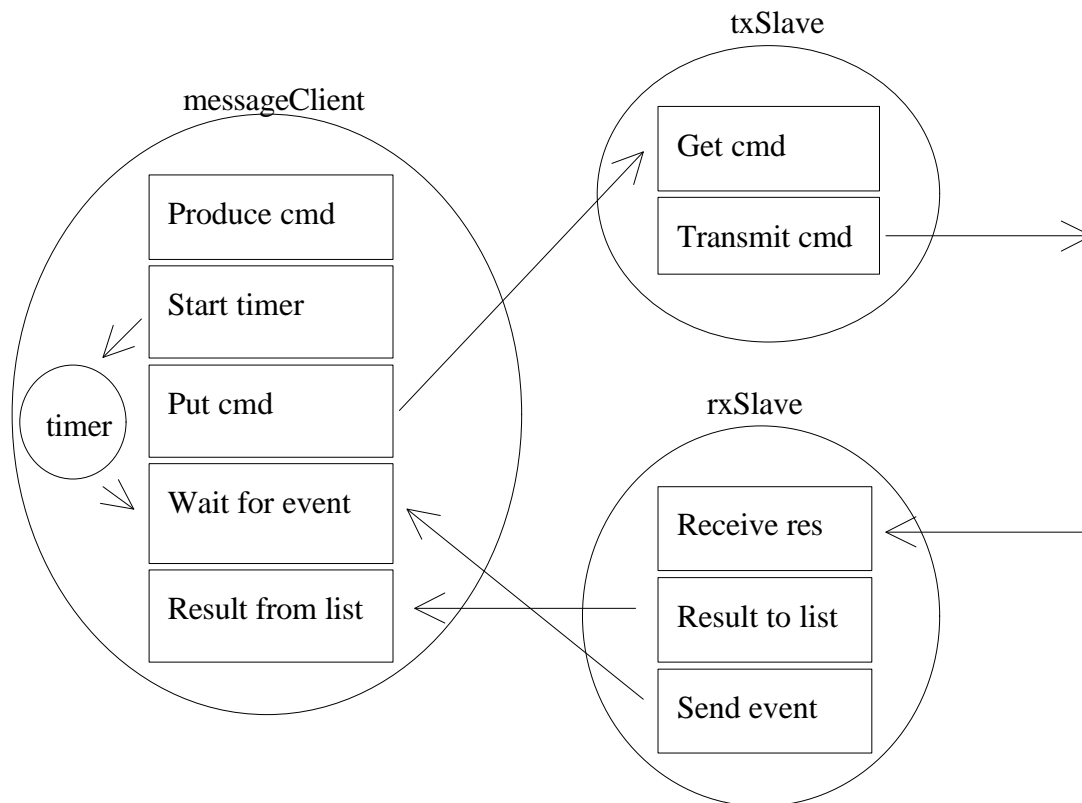 txSlave
messageClient
Get cmd
Transmit cmd
Produce cmd
Start timer
Put cmd
timer
Wait for event
Result from list
rxSlave
Receive res
Result to list
Send event